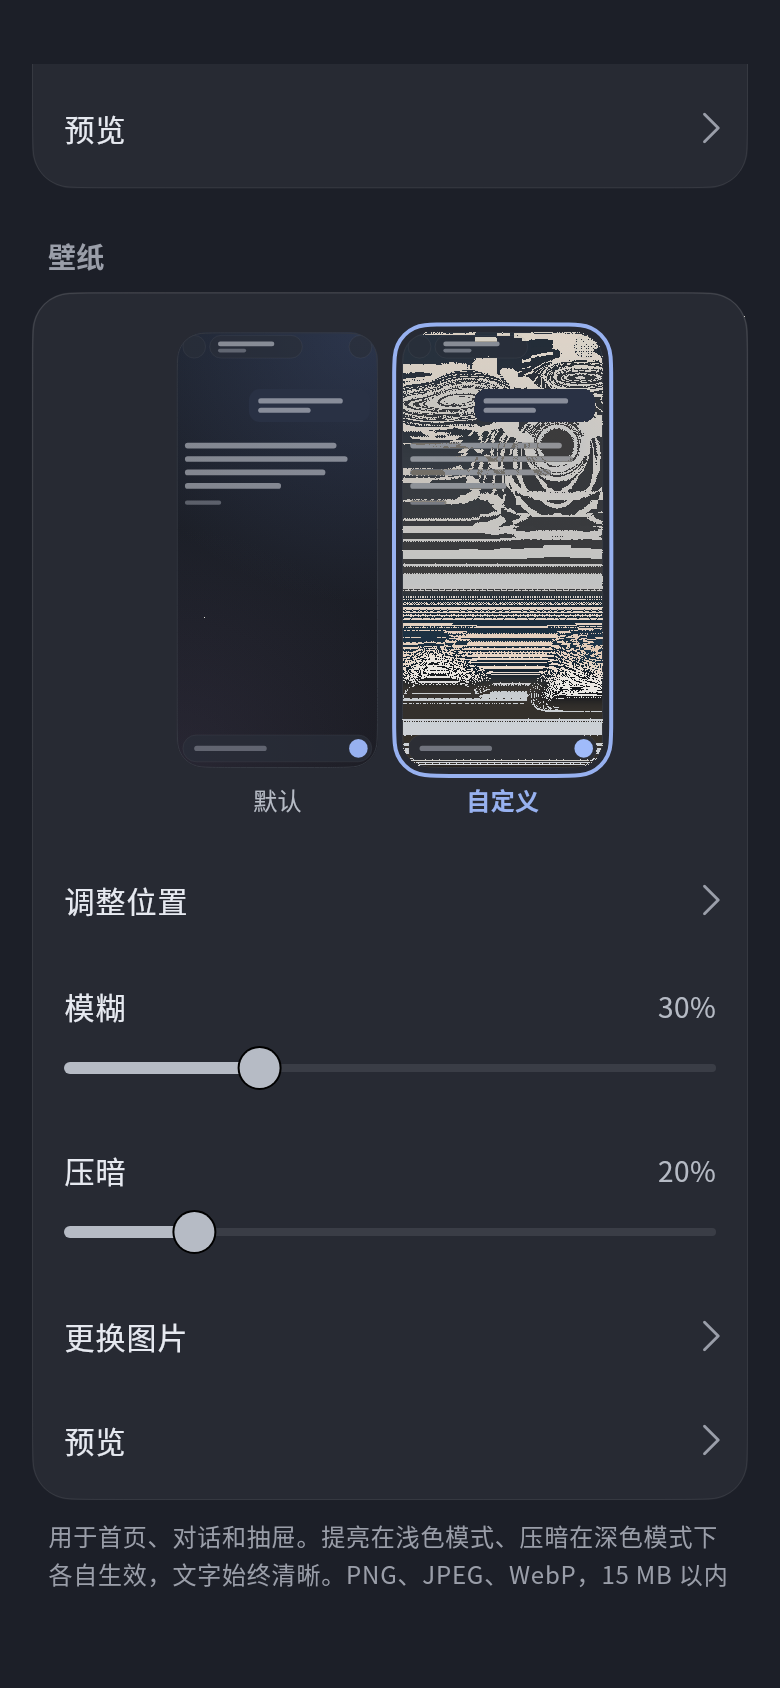 预览
壁纸
默认
自定义
调整位置
模糊
30%
压暗
20%
更换图片
预览
用于首页、对话和抽屉。提亮在浅色模式、压暗在深色模式下
各自生效，文字始终清晰。PNG、JPEG、WebP，15 MB 以内